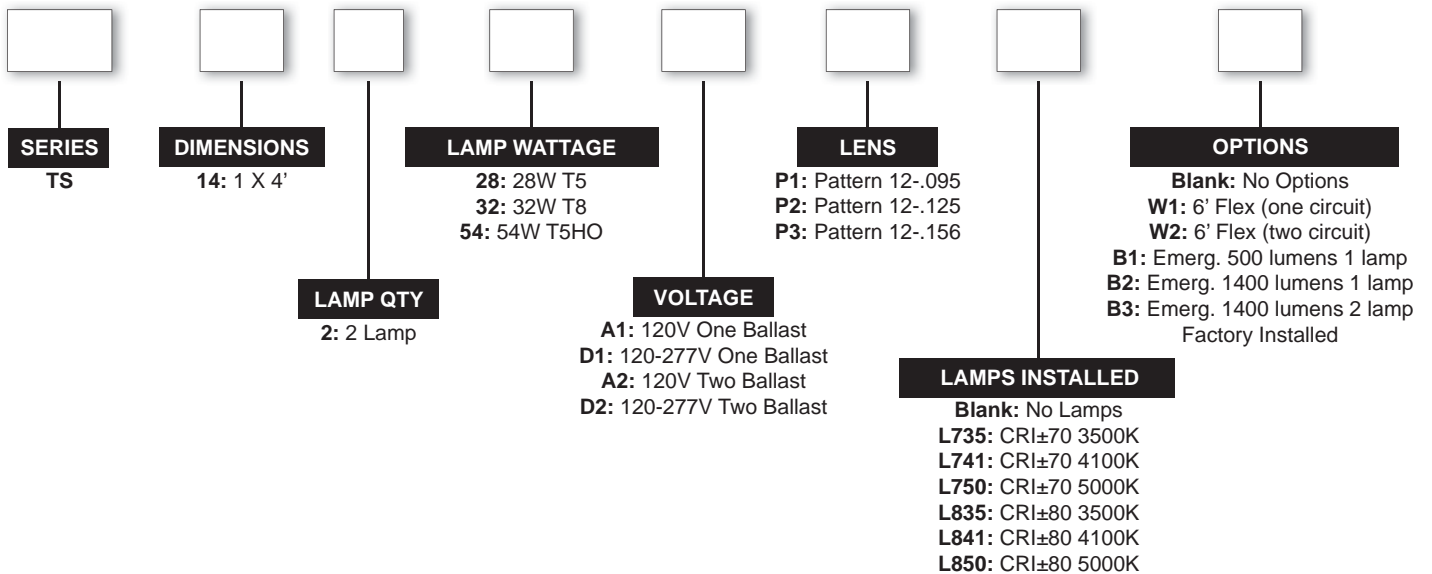 SERIES
TS
DIMENSIONS
14: 1 X 4’
LAMP QTY
2: 2 Lamp
LAMP WATTAGE
28: 28W T5
32: 32W T8
54: 54W T5HO
VOLTAGE
A1: 120V One Ballast
D1: 120-277V One Ballast
A2: 120V Two Ballast
D2: 120-277V Two Ballast
LENS
P1: Pattern 12-.095
P2: Pattern 12-.125
P3: Pattern 12-.156
LAMPS INSTALLED
Blank: No Lamps
L735: CRI±70 3500K
L741: CRI±70 4100K
L750: CRI±70 5000K
L835: CRI±80 3500K
L841: CRI±80 4100K
L850: CRI±80 5000K
OPTIONS
Blank: No Options
W1: 6’ Flex (one circuit)
W2: 6’ Flex (two circuit)
B1: Emerg. 500 lumens 1 lamp
B2: Emerg. 1400 lumens 1 lamp
B3: Emerg. 1400 lumens 2 lamp
Factory Installed